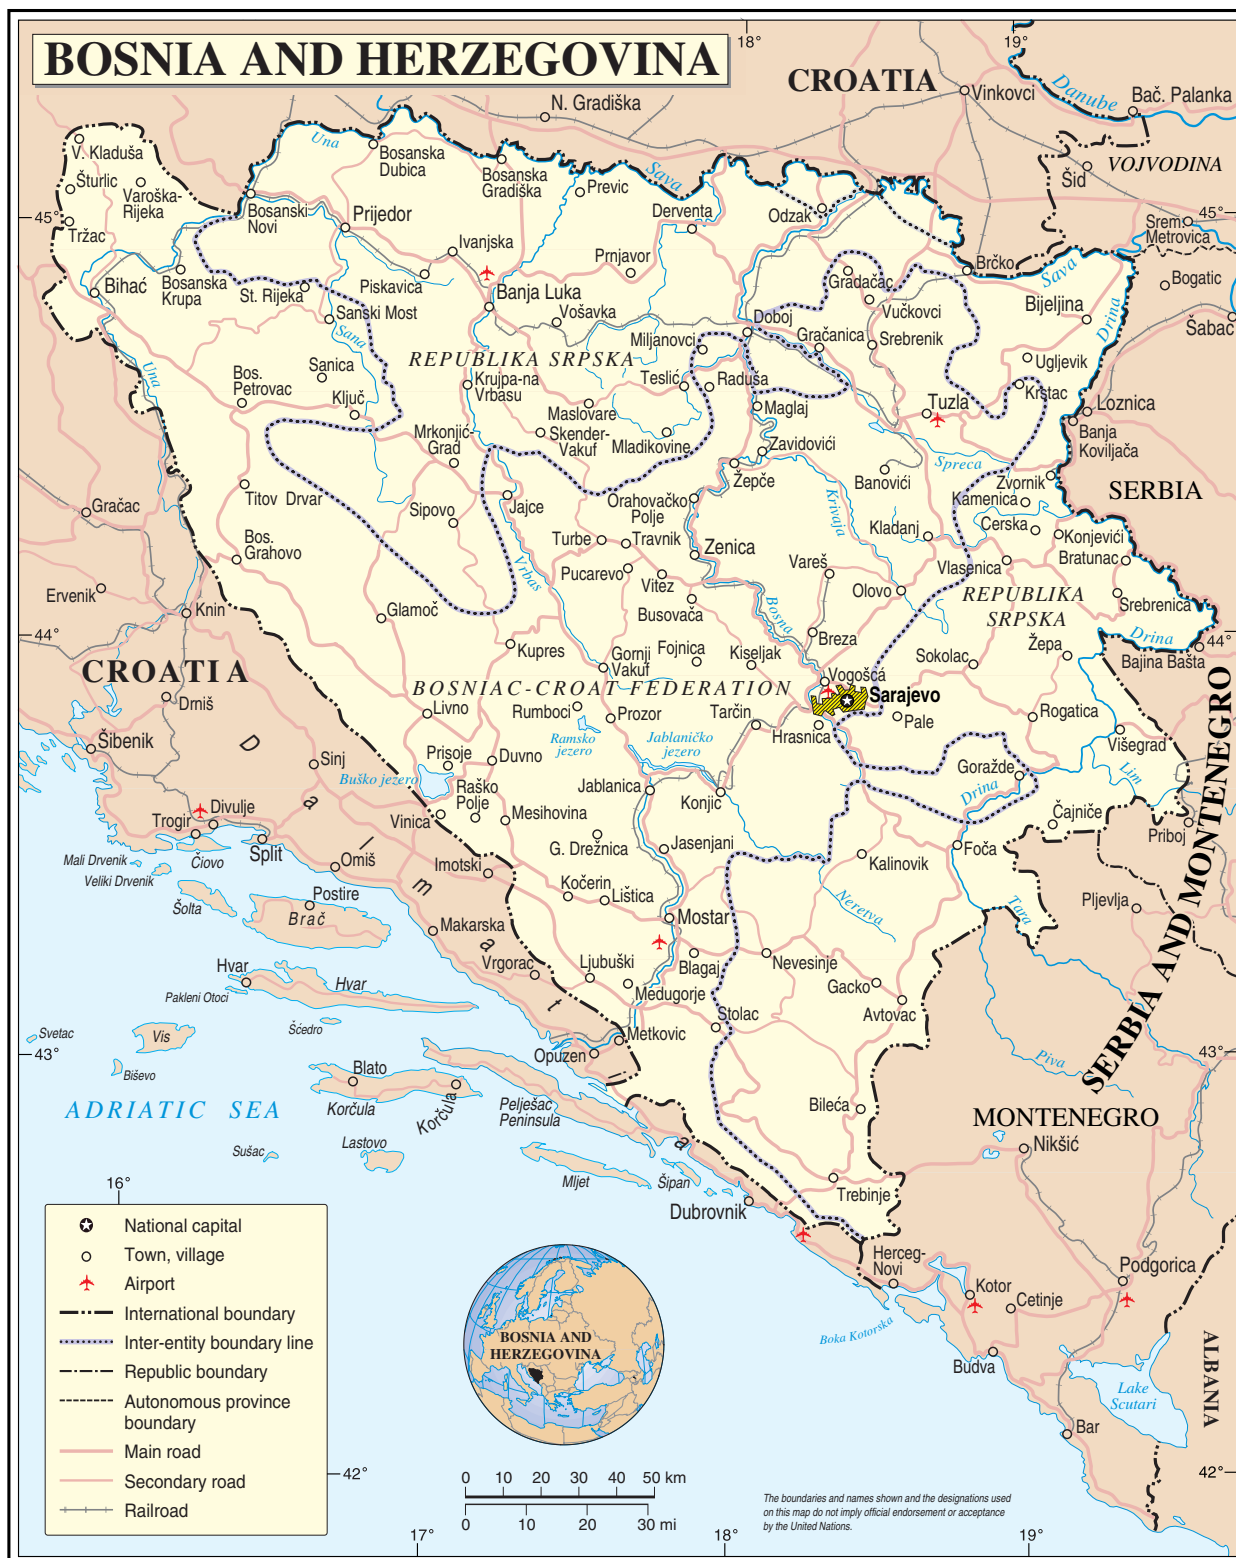 BOSNIA AND HERZEGOVINA
18°
19°
CROATIA
Danube
Vinkovci
Bač. Palanka
N. Gradiška
V. Kladuša
Una
Bosanska
Dubica
Bosanska
Gradiška
Previc
Sava
VOJVODINA
Šid
Šturlic
Varoška-
Rijeka
Bosanski-
Novi
Prijedor
Derventa
Odzak
45°
45°
Srem.
Metrovica
Tržac
Ivanjska
Prnjavor
Brčko
Sava
Bogatic
Bihać
Bosanska
Krupa
St. Rijeka
Piskavica
Banja Luka
Gradačac
Vučkovci
Bijeljina
Drina
Šabac
Sanski Most
Sana
Vošavka
Doboj
Gračanica
Srebrenik
Miljanovci
REPUBLIKA SRPSKA
Ugljevik
Una
Bos.
Petrovac
Sanica
Ključ
Krujpa-na
Vrbasu
Teslić
Raduša
Krstac
Maslovare
Maglaj
Tuzla
Loznica
Skender-
Vakuf
Mladikovine
Mrkonjić-
Grad
Zavidovići
Banja
Koviljača
Spreca
Žepče
Banovići
Zvornik
Kamenica
SERBIA
Titov Drvar
Gračac
Sipovo
Jajce
Orahovačko
Polje
Krivaja
Kladanj
Cerska
Konjevići
Bratunac
Bos.
Grahovo
Turbe
Travnik
Zenica
Vareš
Vlasenica
Vrbas
Pucarevo
Vitez
Olovo
REPUBLIKA
SRPSKA
Srebrenica
Ervenik
Knin
Busovača
Bosna
Glamoč
44°
44°
Breza
Drina
Kupres
Gornji
Vakuf
Fojnica
Kiseljak
Sokolac
Žepa
Bajina Bašta
CROATIA
Vogošća
BOSNIAC-CROAT FEDERATION
Sarajevo
Drniš
Livno
Rumboci
Prozor
Tarčin
Hrasnica
Pale
Rogatica
Šibenik
Višegrad
Ramsko
jezero
Jablaničko
jezero
Sinj
Prisoje
Duvno
Goražde
Lim
Buško jezero
Jablanica
Konjic
Drina
Raško
Polje
Mesihovina
Divulje
Vinica
Čajniče
Priboj
Trogir
Čiovo
Split
G. Drežnica
Jasenjani
Foča
Kalinovik
Mali Drvenik
Veliki Drvenik
Omiš
Imotski
Kočerin
Lištica
Neretva
Tara
Pljevlja
Šolta
Postire
Brač
Mostar
Makarska
Dalmatia
Hvar
Vrgorac
Ljubuški
Blagaj
Nevesinje
Hvar
Pakleni Otoci
Medugorje
Gacko
Avtovac
SERBIA AND MONTENEGRO
Šćedro
Stolac
Svetac
Vis
Metkovic
43°
43°
Opuzen
Piva
Biševo
Blato
Korčula
Korčula
ADRIATIC SEA
Pelješac
Peninsula
Bileća
MONTENEGRO
Nikšić
Sušac
Lastovo
Mljet
Šipan
Trebinje
16°
Dubrovnik
National capital
Town, village
Airport
International boundary
Inter-entity boundary line
Republic boundary
Autonomous province
boundary
Main road
Secondary road
Railroad
Herceg-
Novi
Podgorica
Kotor
Cetinje
Boka Kotorska
BOSNIA AND
HERZEGOVINA
Budva
ALBANIA
Lake
Scutari
Bar
42°
42°
0 10 20 30 40 50 km
0 10 20 30 mi
The boundaries and names shown and the designations used
on this map do not imply official endorsement or acceptance
by the United Nations.
17°
18°
19°